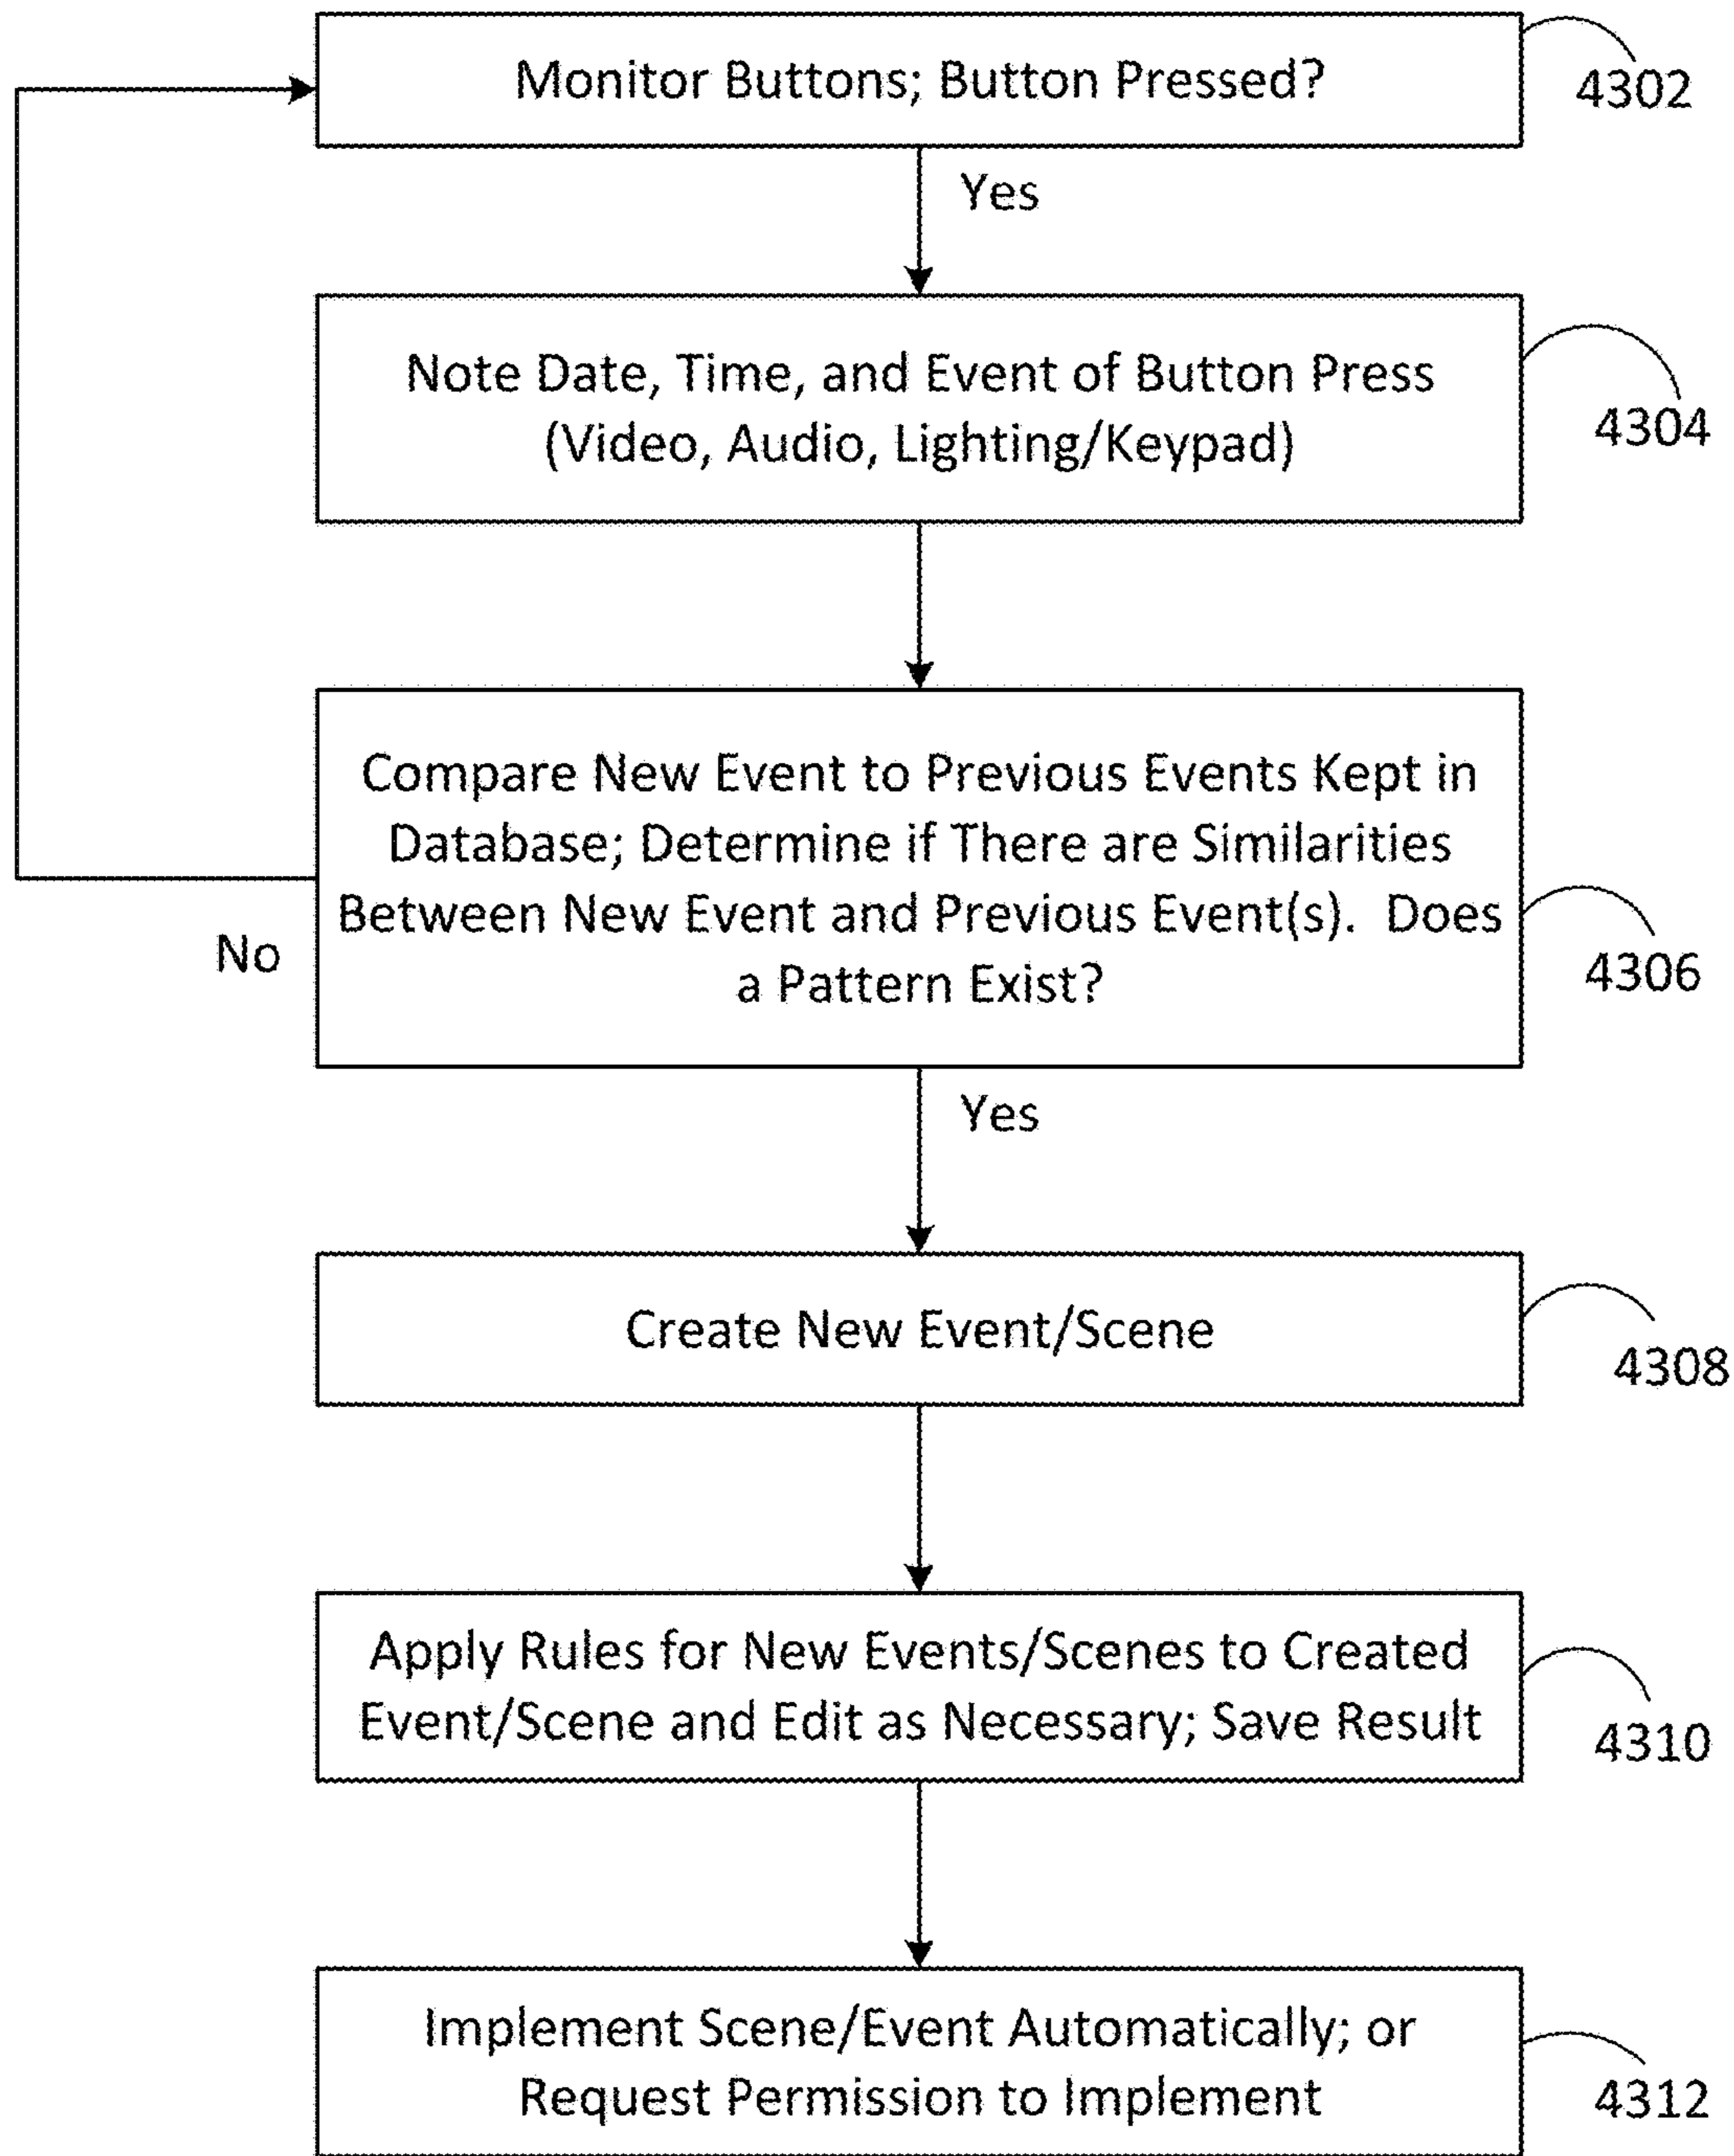 Monitor Buttons; Button Pressed?
4302
Yes
Note Date, Time, and Event of Button Press
(Video, Audio, Lighting/Keypad)
4304
Compare New Event to Previous Events Kept in
Database; Determine if There are Similarities
Between New Event and Previous Event(s).  Does
a Pattern Exist?
No
4306
Yes
Create New Event/Scene
4308
Apply Rules for New Events/Scenes to Created
Event/Scene and Edit as Necessary; Save Result
4310
Implement Scene/Event Automatically; or
Request Permission to Implement
4312